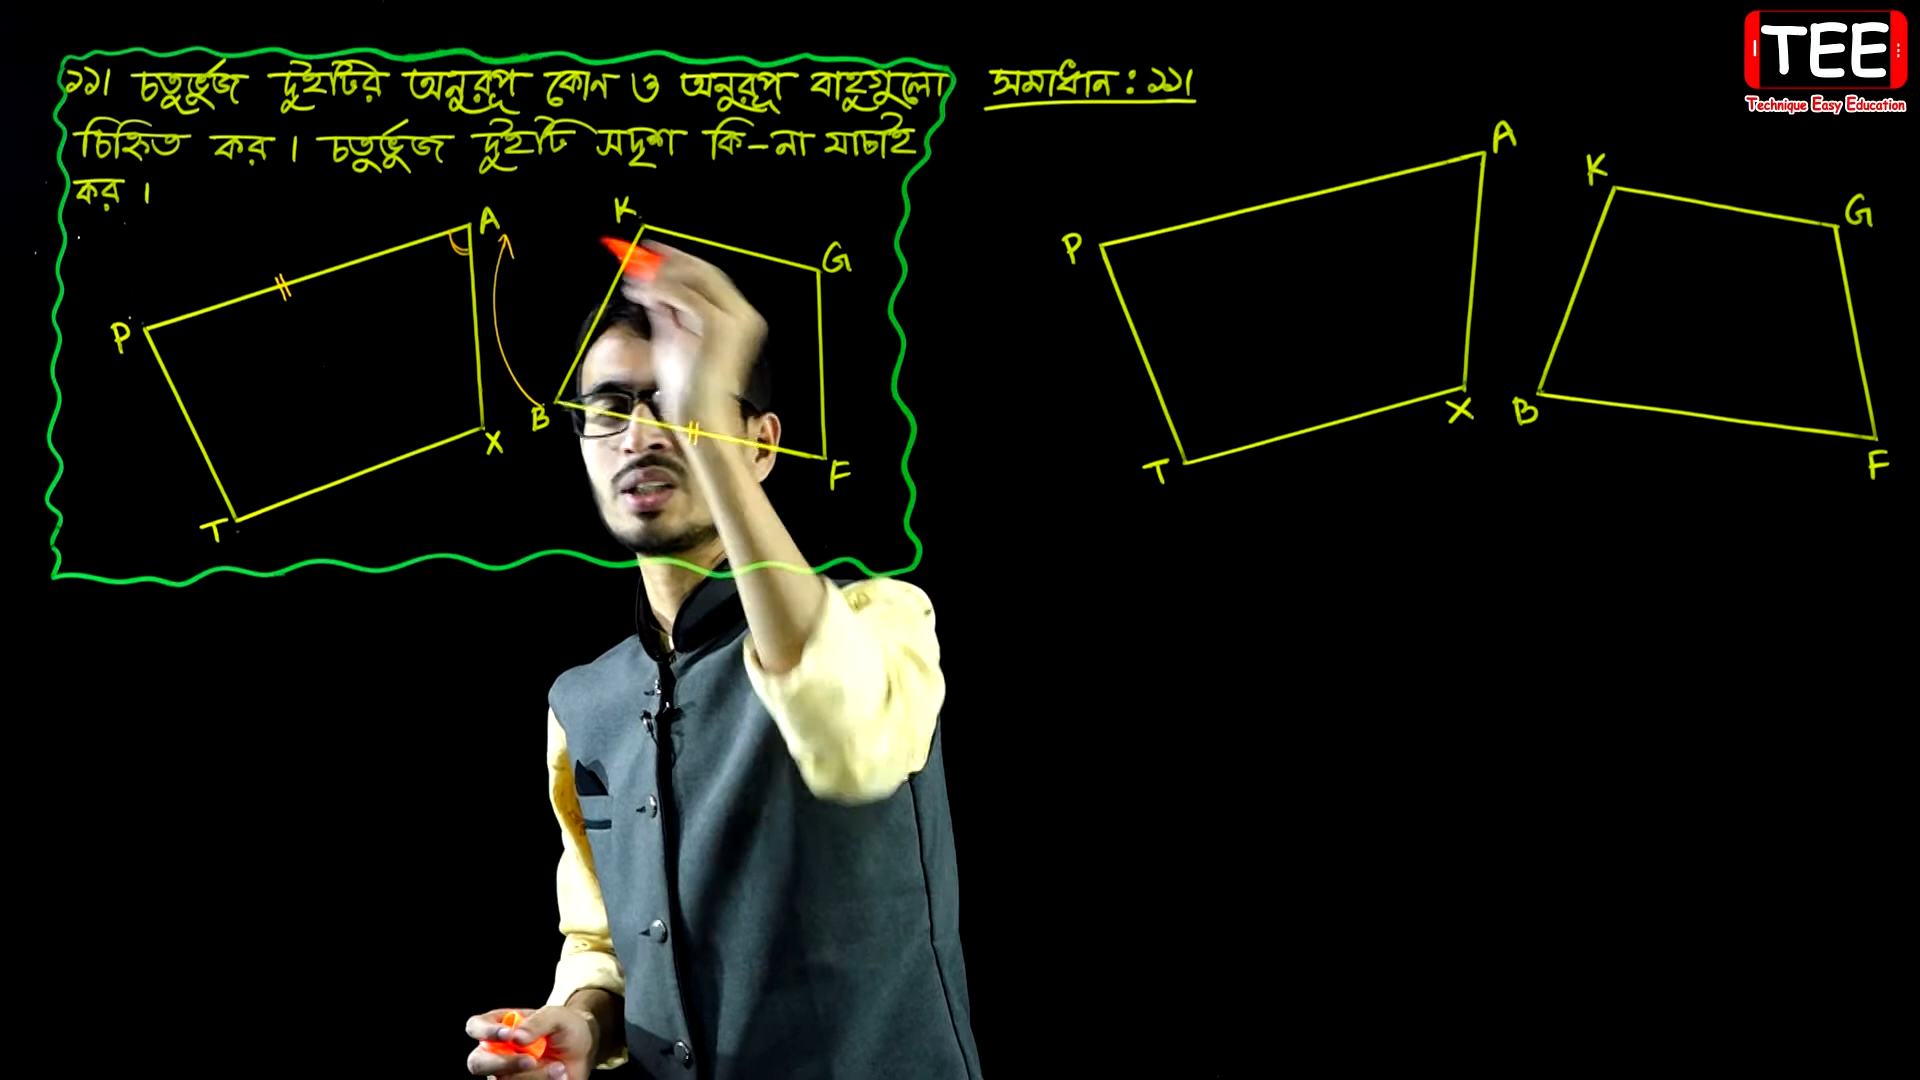 ১১। চতুর্ভুজ দুইটির অনুরূপ কোণ ও অনুরূপ বাহুগুলো
চিহ্নিত কর। চতুর্ভুজ দুইটি সদৃশ কি-না যাচাই
কর।
P
A
X
T
K
G
B
F
সমাধান : ১১।
P
A
X
T
K
G
B
F
TEE
Technique Easy Education